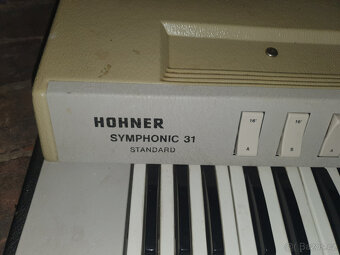 HOHNER
SYMPHONIC 31
STANDARD
16' 16'
A B